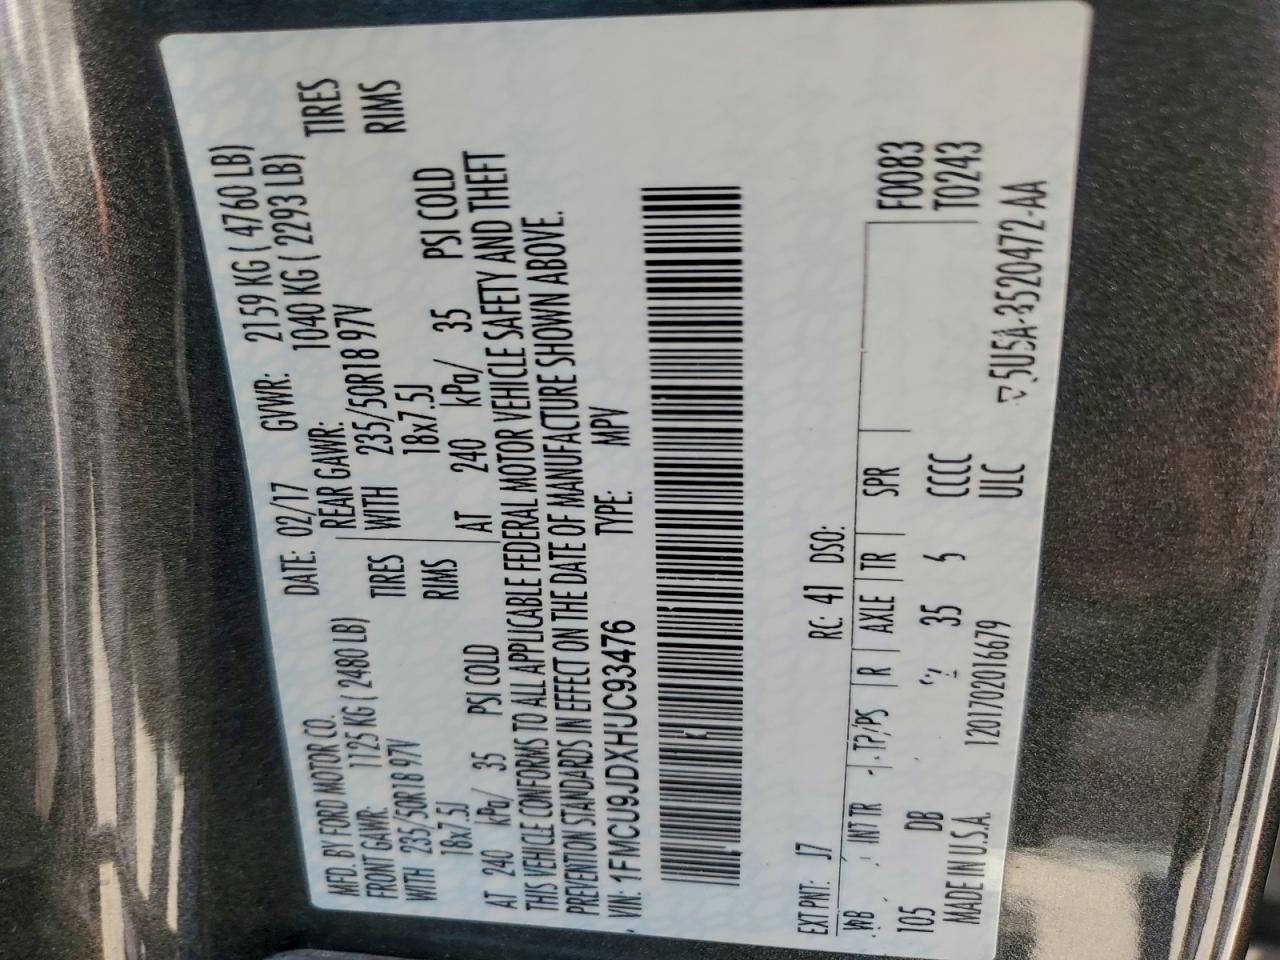 MFD. BY FORD MOTOR CO.
DATE: 02/17 GVWR: 2159 KG ( 4760 LB)
FRONT GAWR: 1125 KG ( 2480 LB) REAR GAWR: 1040 KG ( 2293 LB)
WITH 235/50R18 97V TIRES WITH 235/50R18 97V TIRES
18x7.5J RIMS 18x7.5J RIMS
AT 240 kPa/ 35 PSI COLD AT 240 kPa/ 35 PSI COLD
THIS VEHICLE CONFORMS TO ALL APPLICABLE FEDERAL MOTOR VEHICLE SAFETY AND THEFT
PREVENTION STANDARDS IN EFFECT ON THE DATE OF MANUFACTURE SHOWN ABOVE.
VIN: 1FMCU9JDXHUC93476 TYPE: MPV
EXT PNT: J7 RC: 41 DSO:
WB INT TR TP/PS R AXLE TR SPR F0083
105 DB 35 CCCC T0243
MADE IN U.S.A. 1201702016679 ULC